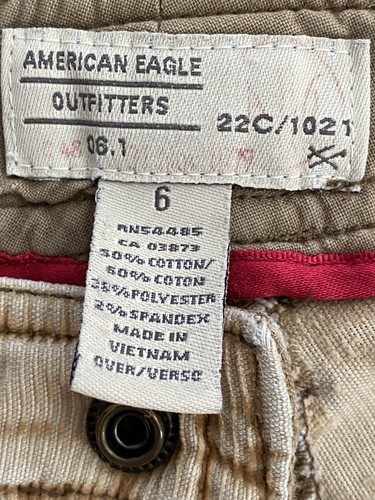 AMERICAN EAGLE
OUTFITTERS
22C/1021
06.1
X
6
RN54485
CA 03873
60% COTTON/
60% COTON
38% POLYESTER
2% SPANDEX
MADE IN
VIETNAM
OVER/VERSO